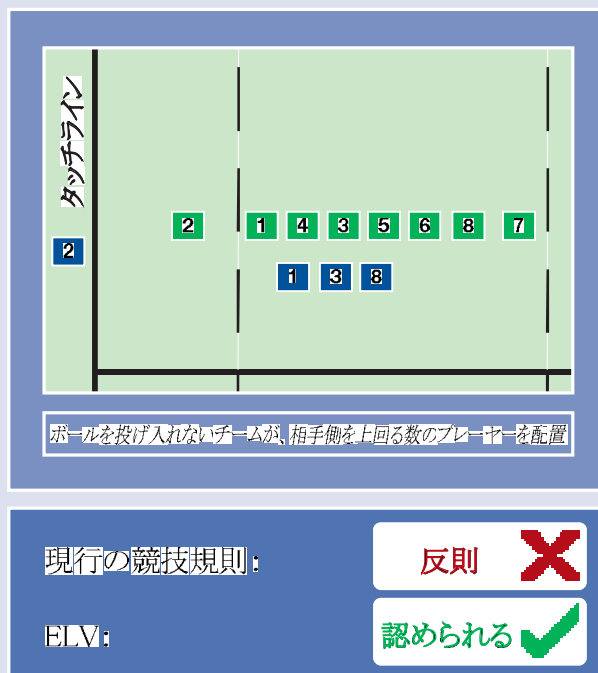 タッチライン
2
2 1 4 3 5 6 8 7
1 3 8
ボールを投げ入れないチームが、相手側を上回る数のプレーヤーを配置
現行の競技規則：
反則
ELV：
認められる